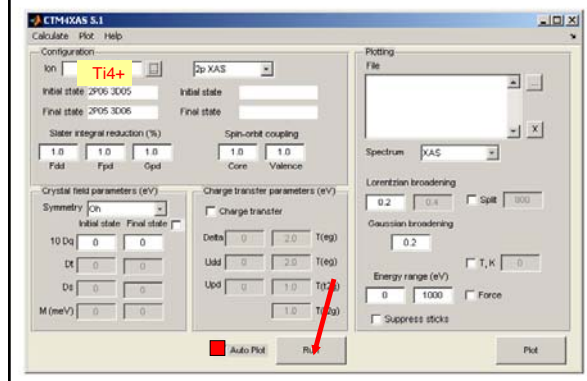 CTM4XAS 5.1
Calculate Plot Help
Configuration
Ion Ti4+ 2p XAS
Initial state 2P06 3D05 Initial state
Final state 2P05 3D06 Final state
Slater integral reduction (%) Spin-orbit coupling
1.0 1.0 1.0 1.0 1.0
Fdd Fpd Gpd Core Valence
Crystal field parameters (eV)
Symmetry Oh
Initial state Final state
10 Dq 0 0
Dt 0 0
Ds 0 0
M (meV) 0 0
Charge transfer parameters (eV)
Charge transfer
Delta 0 2.0 T(eg)
Udd 0 2.0 T(eg)
Upd 0 1.0 T(t2g)
1.0 T(t2g)
Auto Plot Run
Plotting
File
...
X
Spectrum XAS
Lorentzian broadening
0.2 0.4 Split 800
Gaussian broadening
0.2
T, K 0
Energy range (eV)
0 1000 Force
Suppress sticks
Plot